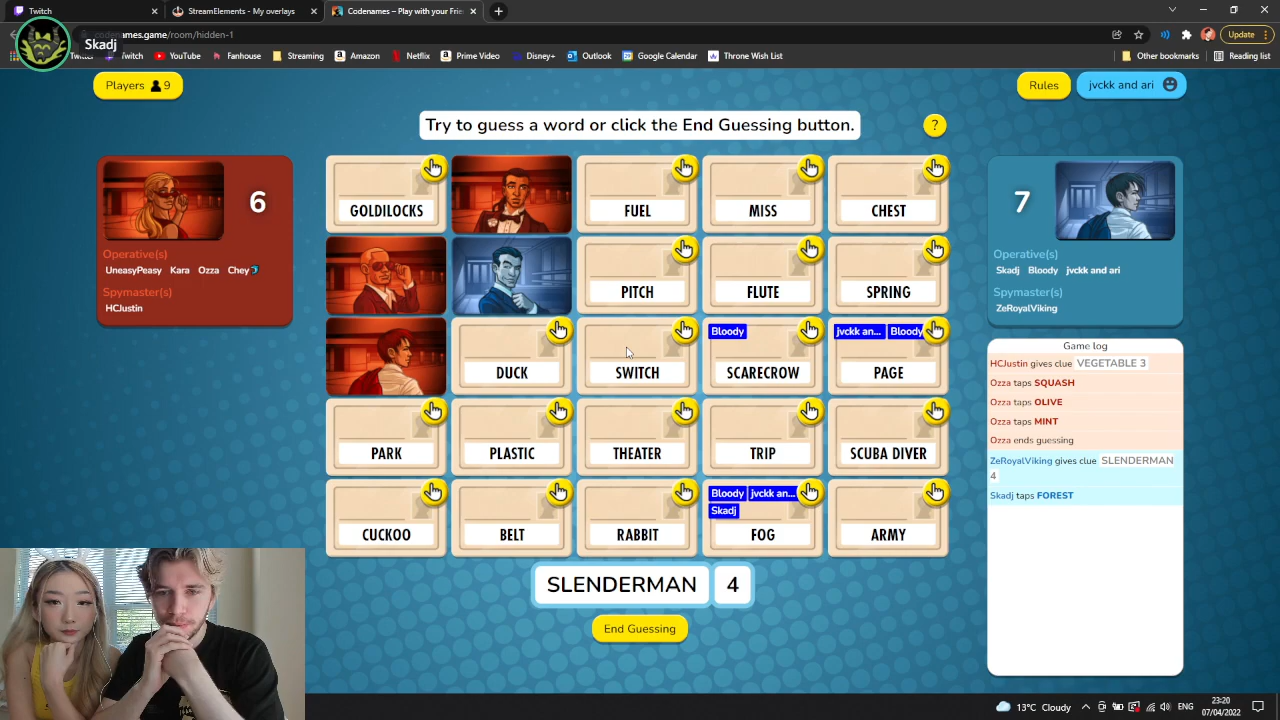 Twitch
StreamElements - My overlays
Codenames – Play with your Frie
Skadj
names.game/room/hidden-1
Update
Twitch
YouTube
Fanhouse
Streaming
Amazon
Netflix
Prime Video
Disney+
Outlook
Google Calendar
Throne Wish List
Other bookmarks
Reading list
Players 9
Rules
jvckk and ari
Try to guess a word or click the End Guessing button.
?
6
Operative(s)
UneasyPeasy Kara Ozza Chey
Spymaster(s)
HCJustin
GOLDILOCKS
FUEL
MISS
CHEST
PITCH
FLUTE
SPRING
DUCK
SWITCH
Bloody
SCARECROW
jvckk an... Bloody
PAGE
PARK
PLASTIC
THEATER
TRIP
SCUBA DIVER
CUCKOO
BELT
RABBIT
Bloody jvckk an...
Skadj
FOG
ARMY
7
Operative(s)
Skadj Bloody jvckk and ari
Spymaster(s)
ZeRoyalViking
Game log
HCJustin gives clue VEGETABLE 3
Ozza taps SQUASH
Ozza taps OLIVE
Ozza taps MINT
Ozza ends guessing
ZeRoyalViking gives clue SLENDERMAN
4
Skadj taps FOREST
SLENDERMAN 4
End Guessing
13°C Cloudy
ENG
23:20
07/04/2022